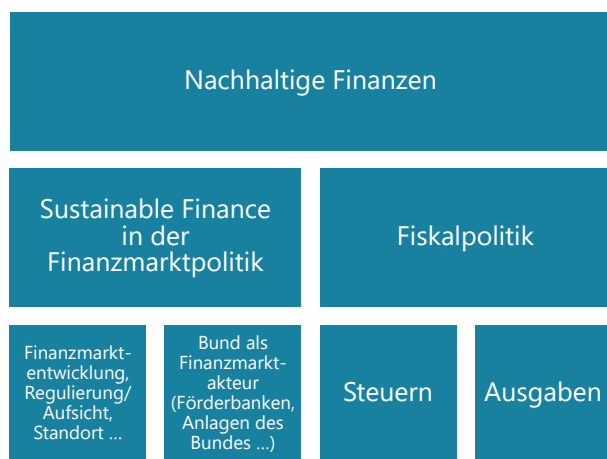 Nachhaltige Finanzen
Sustainable Finance
in der
Finanzmarktpolitik
Fiskalpolitik
Finanzmarkt-
entwicklung,
Regulierung/
Aufsicht,
Standort ...
Bund als
Finanzmarkt-
akteur
(Förderbanken,
Anlagen des
Bundes ...)
Steuern
Ausgaben